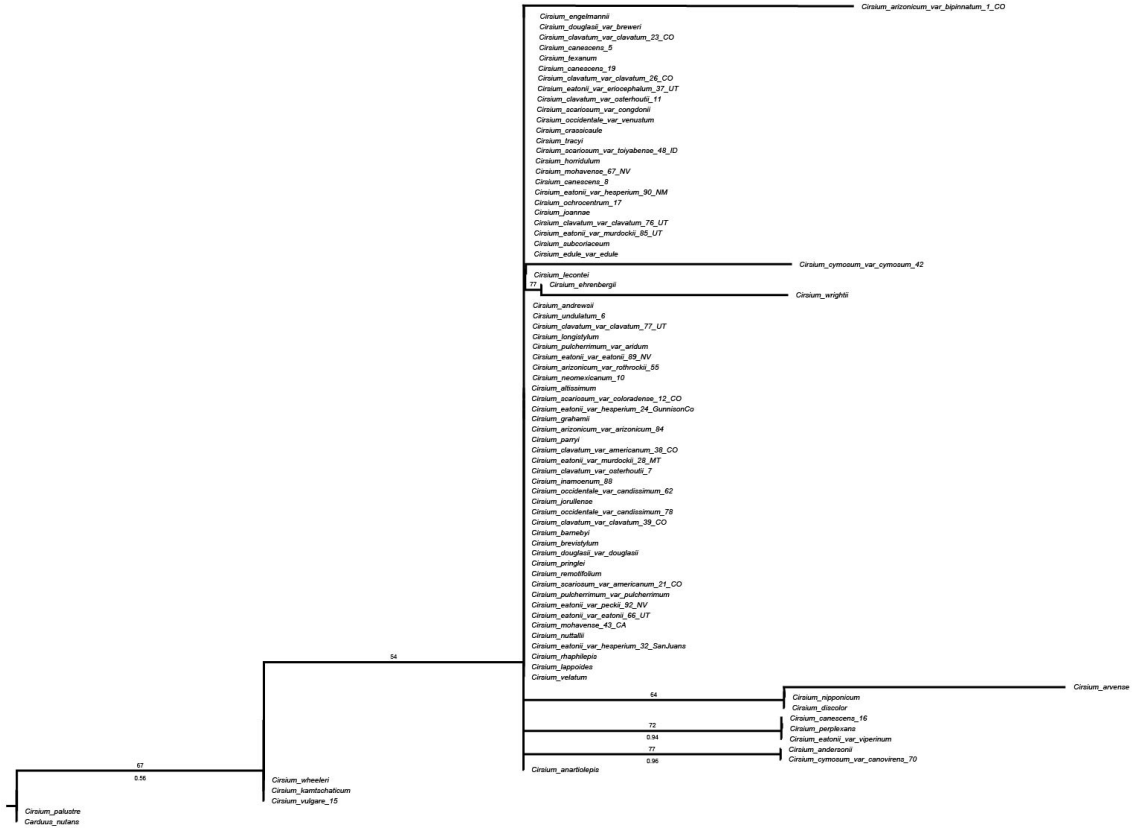 Cirsium_arizonicum_var_bipinnatum_1_CO
Cirsium_engelmannii
Cirsium_douglasii_var_breweri
Cirsium_clavatum_var_clavatum_23_CO
Cirsium_canescens_5
Cirsium_texanum
Cirsium_canescens_19
Cirsium_clavatum_var_clavatum_26_CO
Cirsium_eatonii_var_eriocephalum_37_UT
Cirsium_clavatum_var_osterhoutii_11
Cirsium_scariosum_var_congdonii
Cirsium_occidentale_var_venustum
Cirsium_crassicaule
Cirsium_tracyi
Cirsium_scariosum_var_toiyabense_48_ID
Cirsium_horridulum
Cirsium_mohavense_67_NV
Cirsium_canescens_8
Cirsium_eatonii_var_hesperium_90_NM
Cirsium_ochrocentrum_17
Cirsium_joannae
Cirsium_clavatum_var_clavatum_76_UT
Cirsium_eatonii_var_murdockii_85_UT
Cirsium_subcoriaceum
Cirsium_edule_var_edule
Cirsium_cymosum_var_cymosum_42
Cirsium_lecontei
77
Cirsium_ehrenbergii
Cirsium_wrightii
Cirsium_andrewsii
Cirsium_undulatum_6
Cirsium_clavatum_var_clavatum_77_UT
Cirsium_longistylum
Cirsium_pulcherrimum_var_aridum
Cirsium_eatonii_var_eatonii_89_NV
Cirsium_arizonicum_var_rothrockii_55
Cirsium_neomexicanum_10
Cirsium_altissimum
Cirsium_scariosum_var_coloradense_12_CO
Cirsium_eatonii_var_hesperium_24_GunnisonCo
Cirsium_grahamii
Cirsium_arizonicum_var_arizonicum_84
Cirsium_parryi
Cirsium_clavatum_var_americanum_38_CO
Cirsium_eatonii_var_murdockii_28_MT
Cirsium_clavatum_var_osterhoutii_7
Cirsium_inamoenum_88
Cirsium_occidentale_var_candissimum_62
Cirsium_jorullense
Cirsium_occidentale_var_candissimum_78
Cirsium_clavatum_var_clavatum_39_CO
Cirsium_barnebyi
Cirsium_brevistylum
Cirsium_douglasii_var_douglasii
Cirsium_pringlei
Cirsium_remotifolium
Cirsium_scariosum_var_americanum_21_CO
Cirsium_pulcherrimum_var_pulcherrimum
Cirsium_eatonii_var_peckii_92_NV
Cirsium_eatonii_var_eatonii_66_UT
Cirsium_mohavense_43_CA
Cirsium_nuttallii
Cirsium_eatonii_var_hesperium_32_SanJuans
54
Cirsium_rhaphilepis
Cirsium_lappoides
Cirsium_velatum
Cirsium_arvense
64
Cirsium_nipponicum
Cirsium_discolor
Cirsium_canescens_16
72
Cirsium_perplexans
0.94
Cirsium_eatonii_var_viperinum
77
Cirsium_andersonii
0.96
Cirsium_cymosum_var_canovirens_70
67
Cirsium_anartiolepis
0.56
Cirsium_wheeleri
Cirsium_kamtschaticum
Cirsium_vulgare_15
Cirsium_palustre
Carduus_nutans